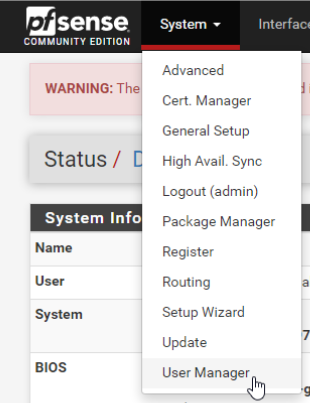 pfsense
COMMUNITY EDITION
System
Interface
Advanced
Cert. Manager
General Setup
High Avail. Sync
Logout (admin)
Package Manager
Register
Routing
Setup Wizard
Update
User Manager
WARNING: The
Status /
System Info
Name
User
System
BIOS